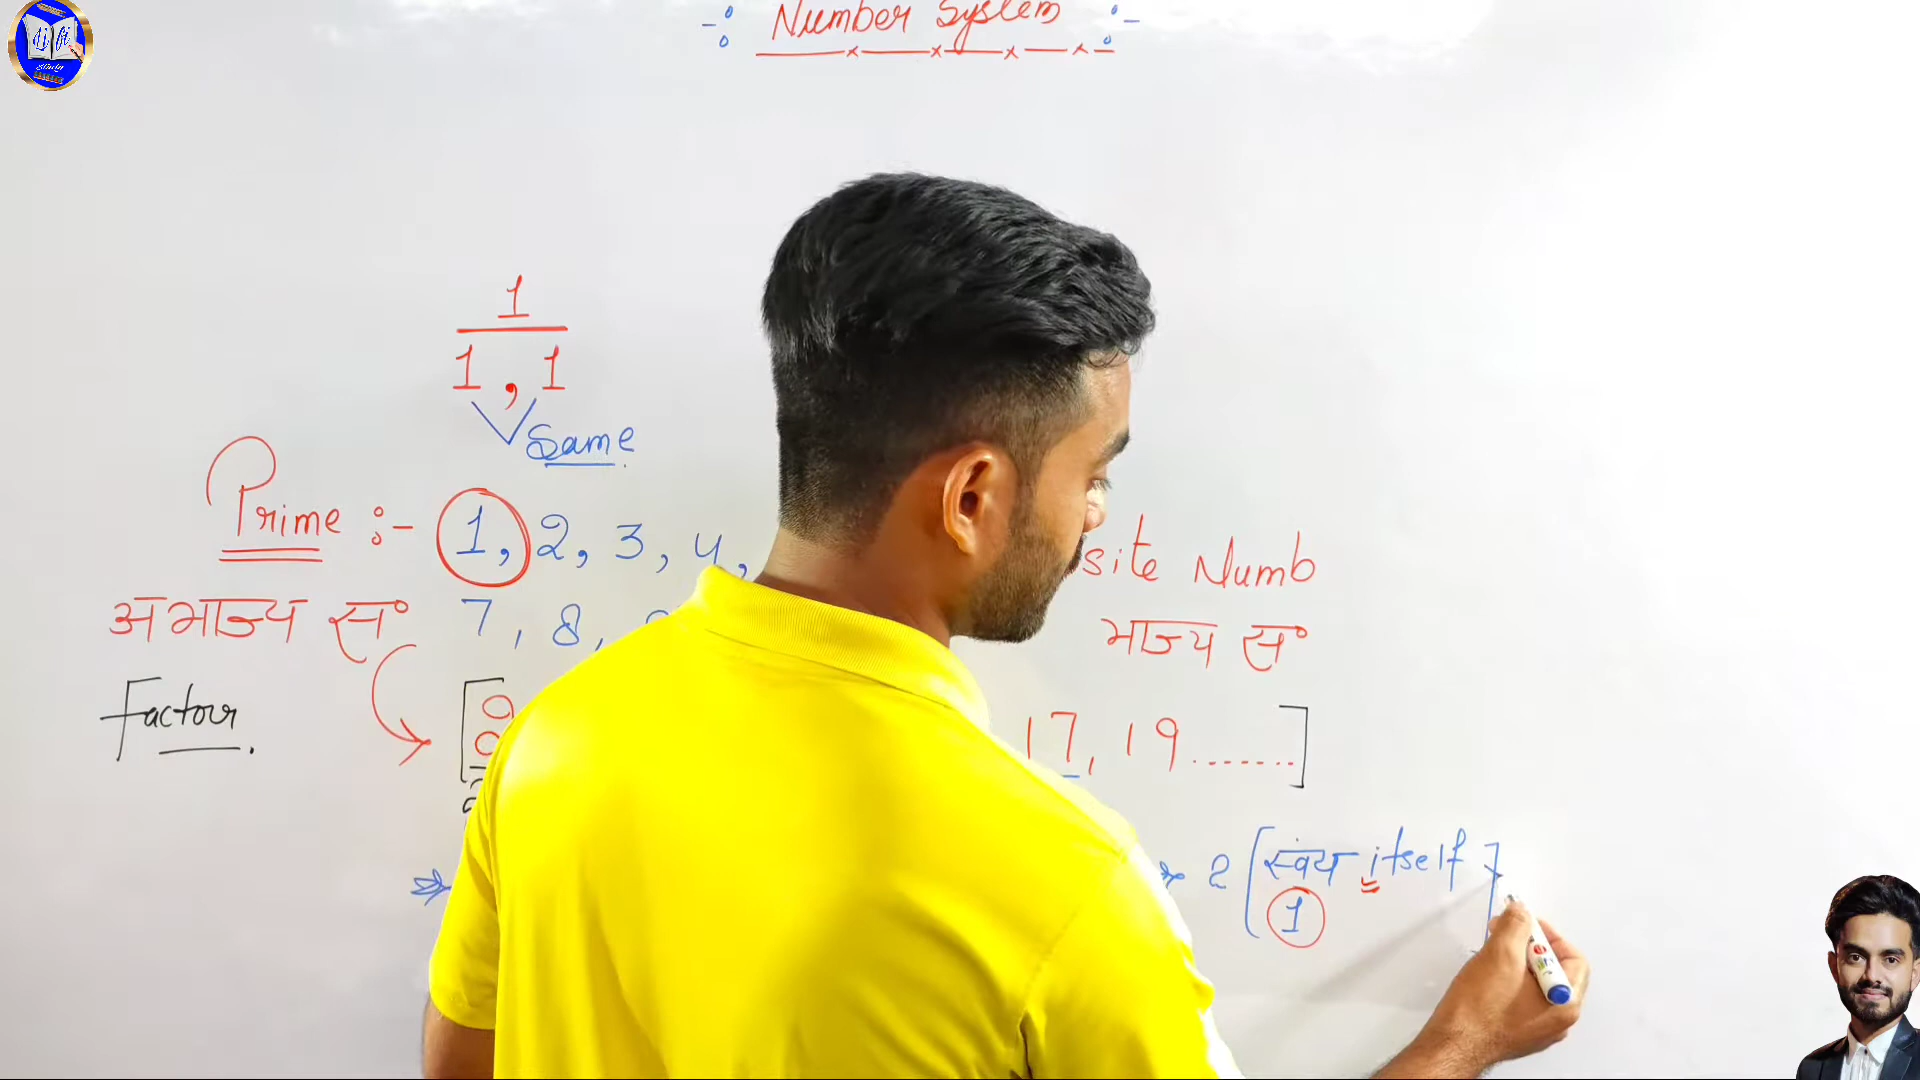 Number System
1
1 , 1
Same
Prime :- 1, 2, 3, 4,
site Numb
अभाज्य सं॰ 7, 8,
भाज्य सं॰
Factour
17, 19 .......]
2 [स्वयं itself]
1
Study